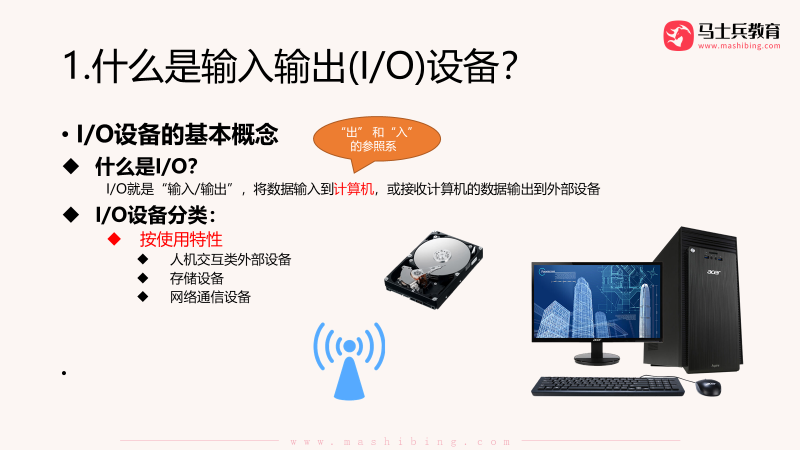 马士兵教育
www.mashibing.com
1.什么是输入输出(I/O)设备？
• I/O设备的基本概念
“出” 和 “入”
的参照系
◆ 什么是I/O？
I/O就是“输入/输出”，将数据输入到计算机，或接收计算机的数据输出到外部设备
◆ I/O设备分类：
◆ 按使用特性
◆ 人机交互类外部设备
◆ 存储设备
◆ 网络通信设备
acer
•
www.mashibing.com